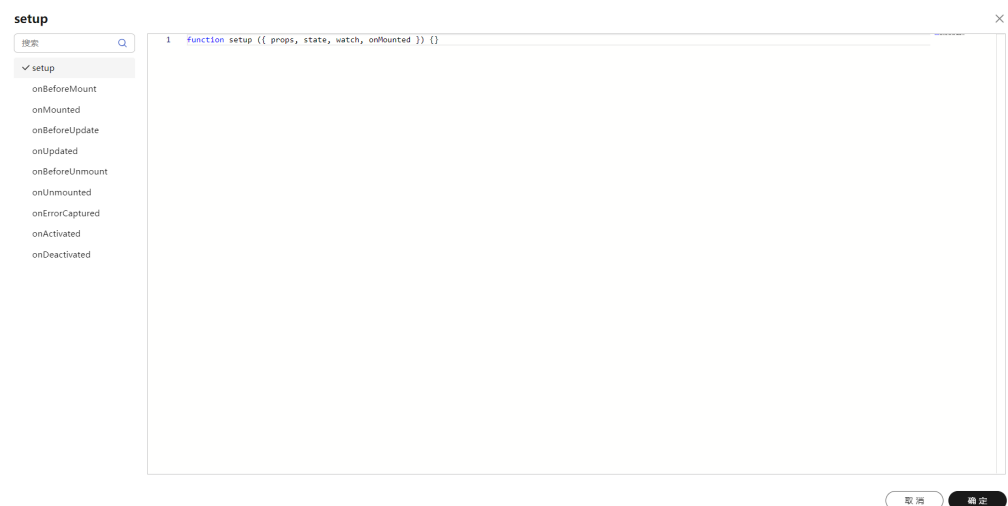 setup
搜索
setup
onBeforeMount
onMounted
onBeforeUpdate
onUpdated
onBeforeUnmount
onUnmounted
onErrorCaptured
onActivated
onDeactivated
1 function setup ({ props, state, watch, onMounted }) {}
取消
确定